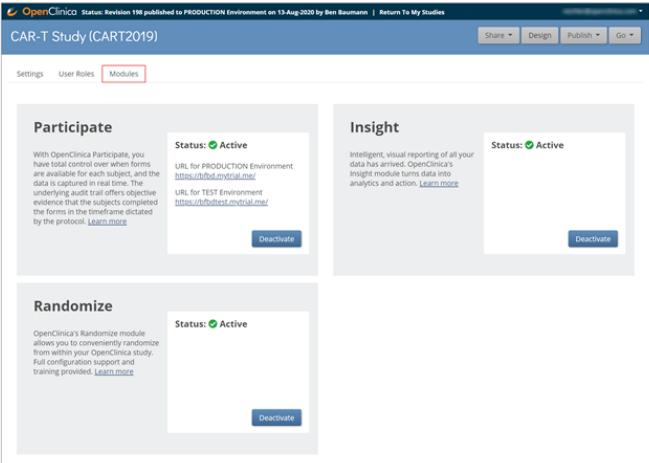 OpenClinica Status: Revision 198 published to PRODUCTION Environment on 13-Aug-2020 by Ben Baumann | Return To My Studies
CAR-T Study (CART2019)
Share
Design
Publish
Go
Settings
User Roles
Modules
Participate
With OpenClinica Participate, you
have total control over when forms
are available for each subject, and the
data is captured in real time. The
underlying audit trail offers objective
evidence that the subjects completed
the forms in the timeframe dictated
by the protocol. Learn more
Status: Active
URL for PRODUCTION Environment
https://bfbd.mytrial.me/
URL for TEST Environment
https://bfbdtest.mytrial.me/
Deactivate
Insight
Intelligent, visual reporting of all your
data has arrived. OpenClinica's
Insight module turns data into
analytics and action. Learn more
Status: Active
Deactivate
Randomize
OpenClinica's Randomize module
allows you to conveniently randomize
from within your OpenClinica study.
Full configuration support and
training provided. Learn more
Status: Active
Deactivate